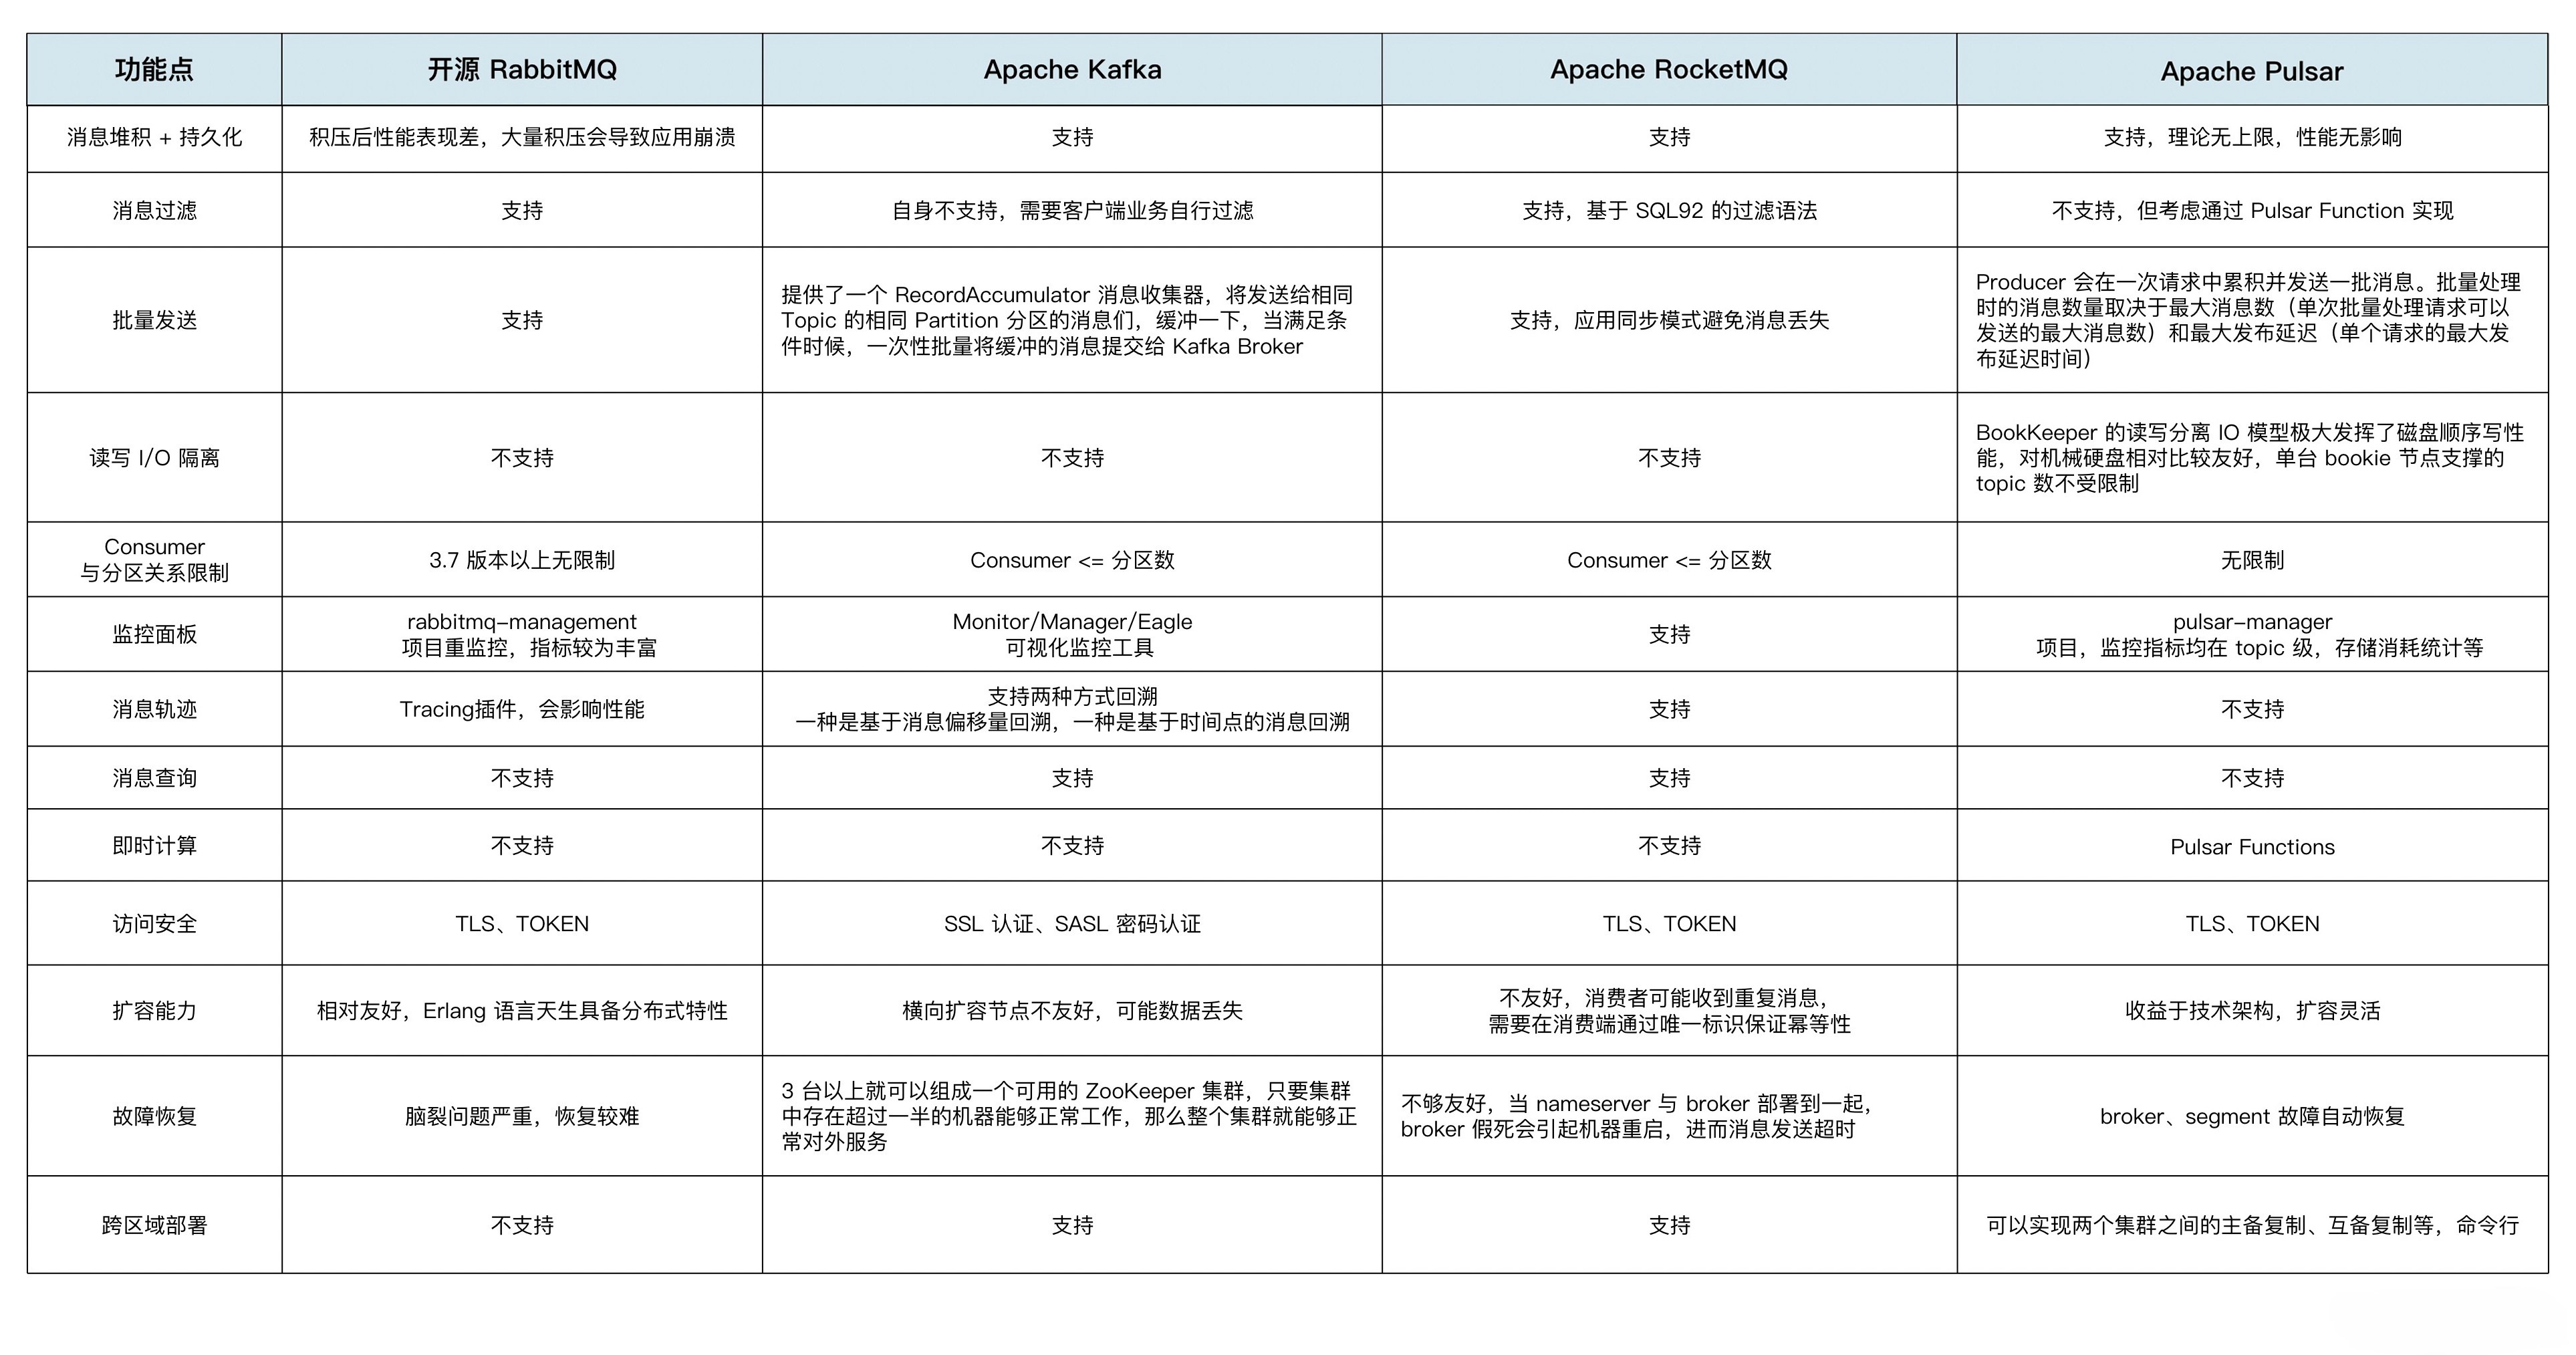 功能点
开源 RabbitMQ
Apache Kafka
Apache RocketMQ
Apache Pulsar
消息堆积 + 持久化
积压后性能表现差，大量积压会导致应用崩溃
支持
支持
支持，理论无上限，性能无影响
消息过滤
支持
自身不支持，需要客户端业务自行过滤
支持，基于 SQL92 的过滤语法
不支持，但考虑通过 Pulsar Function 实现
批量发送
支持
提供了一个 RecordAccumulator 消息收集器，将发送给相同
Topic 的相同 Partition 分区的消息们，缓冲一下，当满足条
件时候，一次性批量将缓冲的消息提交给 Kafka Broker
支持，应用同步模式避免消息丢失
Producer 会在一次请求中累积并发送一批消息。批量处理
时的消息数量取决于最大消息数（单次批量处理请求可以
发送的最大消息数）和最大发布延迟（单个请求的最大发
布延迟时间）
读写 I/O 隔离
不支持
不支持
不支持
BookKeeper 的读写分离 IO 模型极大发挥了磁盘顺序写性
能，对机械硬盘相对比较友好，单台 bookie 节点支撑的
topic 数不受限制
Consumer
与分区关系限制
3.7 版本以上无限制
Consumer <= 分区数
Consumer <= 分区数
无限制
监控面板
rabbitmq-management
项目重监控，指标较为丰富
Monitor/Manager/Eagle
可视化监控工具
支持
pulsar-manager
项目，监控指标均在 topic 级，存储消耗统计等
消息轨迹
Tracing插件，会影响性能
支持两种方式回溯
一种是基于消息偏移量回溯，一种是基于时间点的消息回溯
支持
不支持
消息查询
不支持
支持
支持
不支持
即时计算
不支持
不支持
不支持
Pulsar Functions
访问安全
TLS、TOKEN
SSL 认证、SASL 密码认证
TLS、TOKEN
TLS、TOKEN
扩容能力
相对友好，Erlang 语言天生具备分布式特性
横向扩容节点不友好，可能数据丢失
不友好，消费者可能收到重复消息，
需要在消费端通过唯一标识保证幂等性
收益于技术架构，扩容灵活
故障恢复
脑裂问题严重，恢复较难
3 台以上就可以组成一个可用的 ZooKeeper 集群，只要集群
中存在超过一半的机器能够正常工作，那么整个集群就能够正
常对外服务
不够友好，当 nameserver 与 broker 部署到一起，
broker 假死会引起机器重启，进而消息发送超时
broker、segment 故障自动恢复
跨区域部署
不支持
支持
支持
可以实现两个集群之间的主备复制、互备复制等，命令行